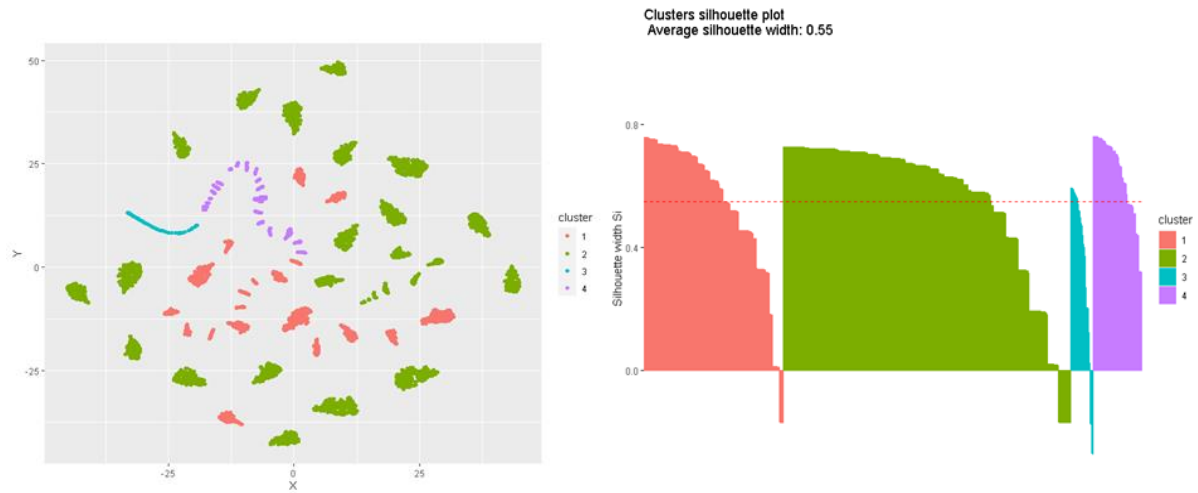 Clusters silhouette plot
Average silhouette width: 0.55
50
25
0
-25
Y
-25
0
25
X
cluster
1
2
3
4
0.8
0.4
0.0
Silhouette width Si
cluster
1
2
3
4